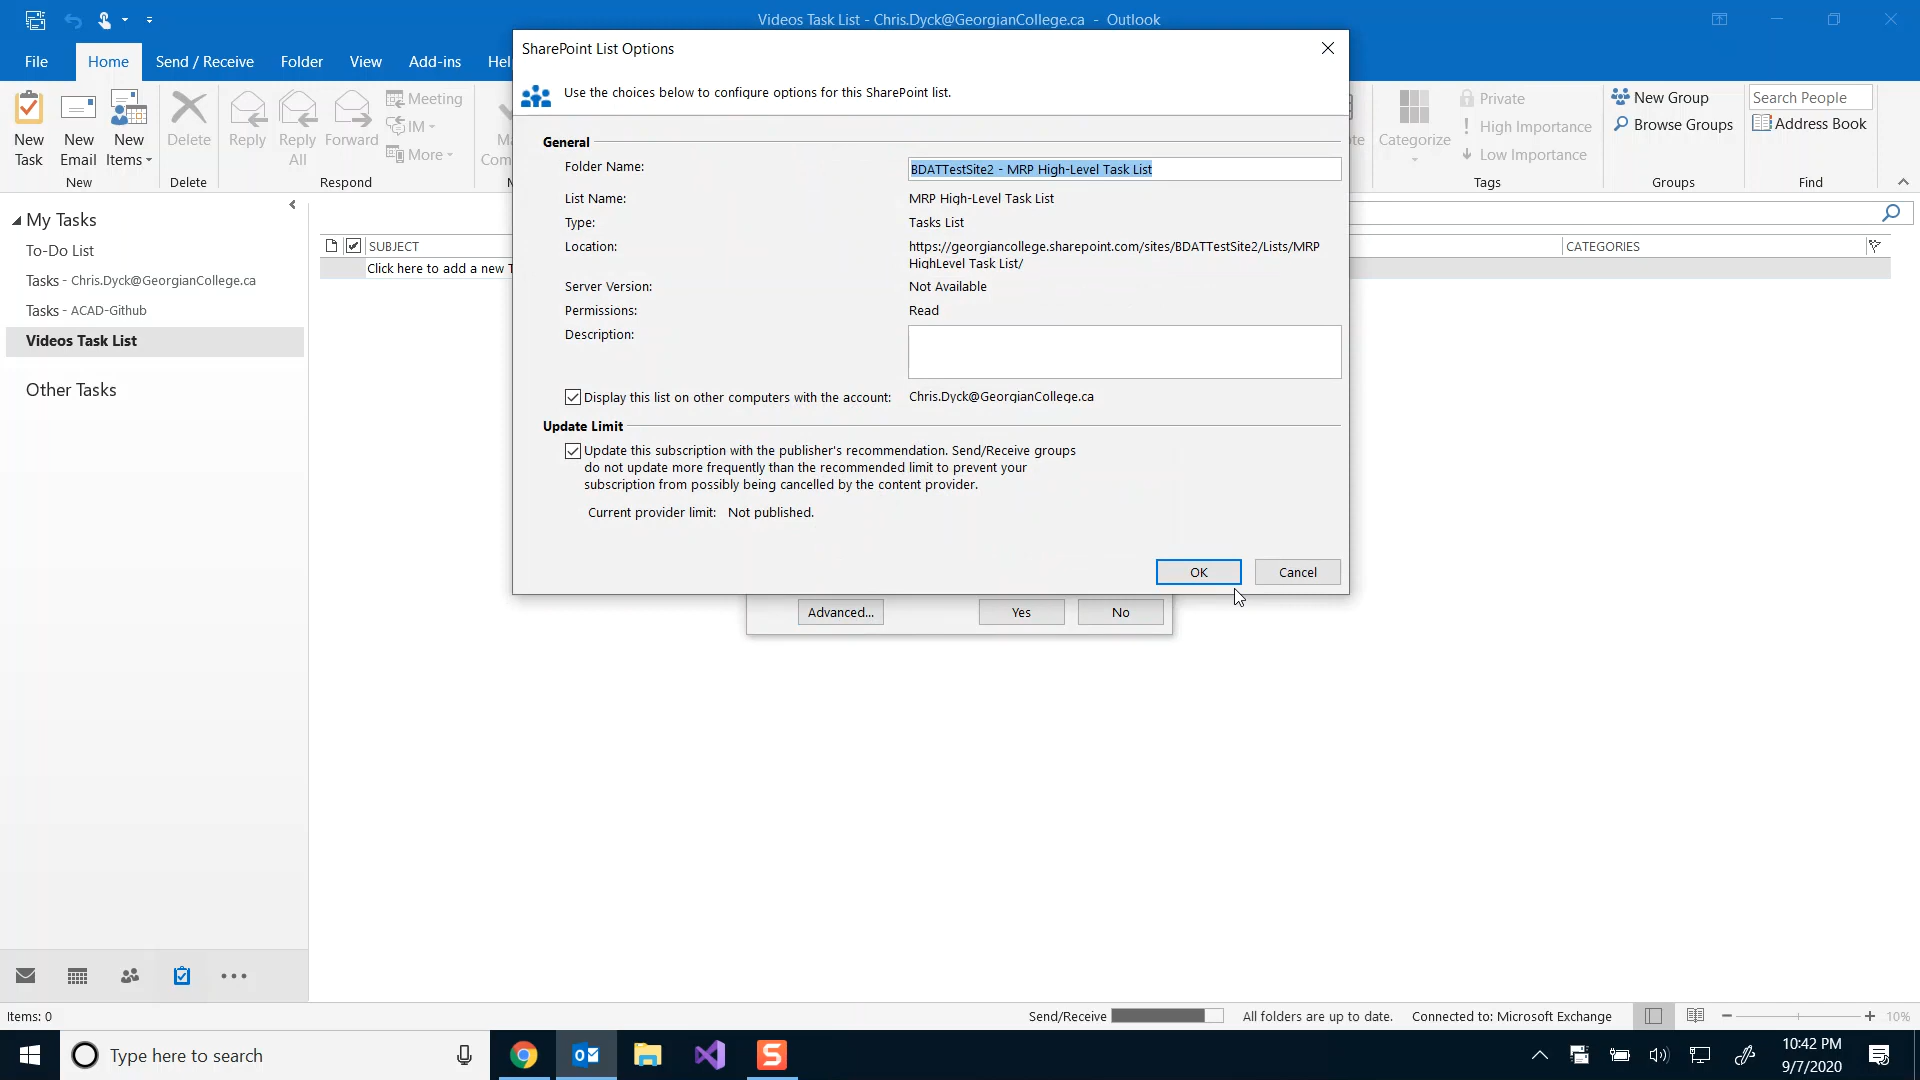 Videos Task List - Chris.Dyck@GeorgianCollege.ca - Outlook
File Home Send / Receive Folder View Add-ins
New Task
New Email
New Items
New
Delete
Delete
Reply
Reply All
Forward
Meeting
IM
More
Respond
Categorize
Private
High Importance
Low Importance
Tags
New Group
Browse Groups
Groups
Search People
Address Book
Find
My Tasks
To-Do List
Tasks - Chris.Dyck@GeorgianCollege.ca
Tasks - ACAD-Github
Videos Task List
Other Tasks
SUBJECT
CATEGORIES
Click here to add a new
SharePoint List Options
Use the choices below to configure options for this SharePoint list.
General
Folder Name: BDATTestSite2 - MRP High-Level Task List
List Name: MRP High-Level Task List
Type: Tasks List
Location: https://georgiancollege.sharepoint.com/sites/BDATTestSite2/Lists/MRP
HighLevel Task List/
Server Version: Not Available
Permissions: Read
Description:
Display this list on other computers with the account: Chris.Dyck@GeorgianCollege.ca
Update Limit
Update this subscription with the publisher's recommendation. Send/Receive groups
do not update more frequently than the recommended limit to prevent your
subscription from possibly being cancelled by the content provider.
Current provider limit: Not published.
OK Cancel
Advanced... Yes No
Items: 0
Send/Receive All folders are up to date. Connected to: Microsoft Exchange 10%
Type here to search
10:42 PM
9/7/2020